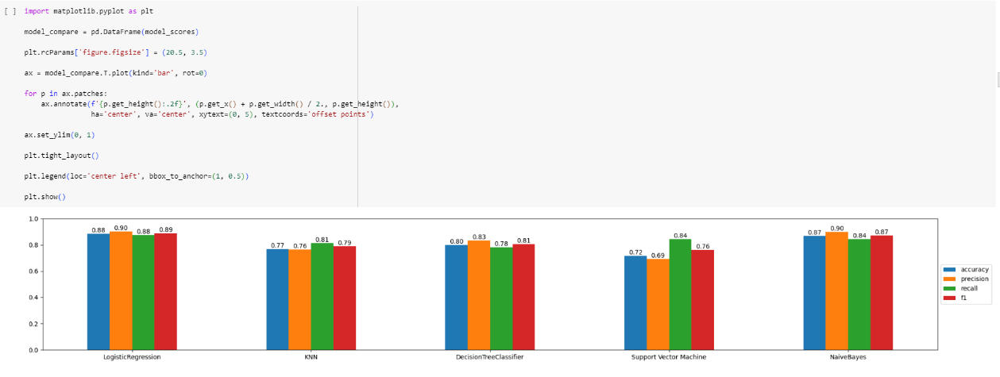 [ ] import matplotlib.pyplot as plt
model_compare = pd.DataFrame(model_scores)
plt.rcParams['figure.figsize'] = (20.5, 3.5)
ax = model_compare.T.plot(kind='bar', rot=0)
for p in ax.patches:
    ax.annotate(f'{p.get_height():.2f}', (p.get_x() + p.get_width() / 2., p.get_height()),
                ha='center', va='center', xytext=(0, 5), textcoords='offset points')
ax.set_ylim(0, 1)
plt.tight_layout()
plt.legend(loc='center left', bbox_to_anchor=(1, 0.5))
plt.show()
1.0
0.8
0.6
0.4
0.2
0.0
0.88 0.90 0.88 0.89
0.77 0.76 0.81 0.79
0.80 0.83 0.78 0.81
0.72 0.69 0.84 0.76
0.87 0.90 0.84 0.87
LogisticRegression
KNN
DecisionTreeClassifier
Support Vector Machine
NaiveBayes
accuracy
precision
recall
f1